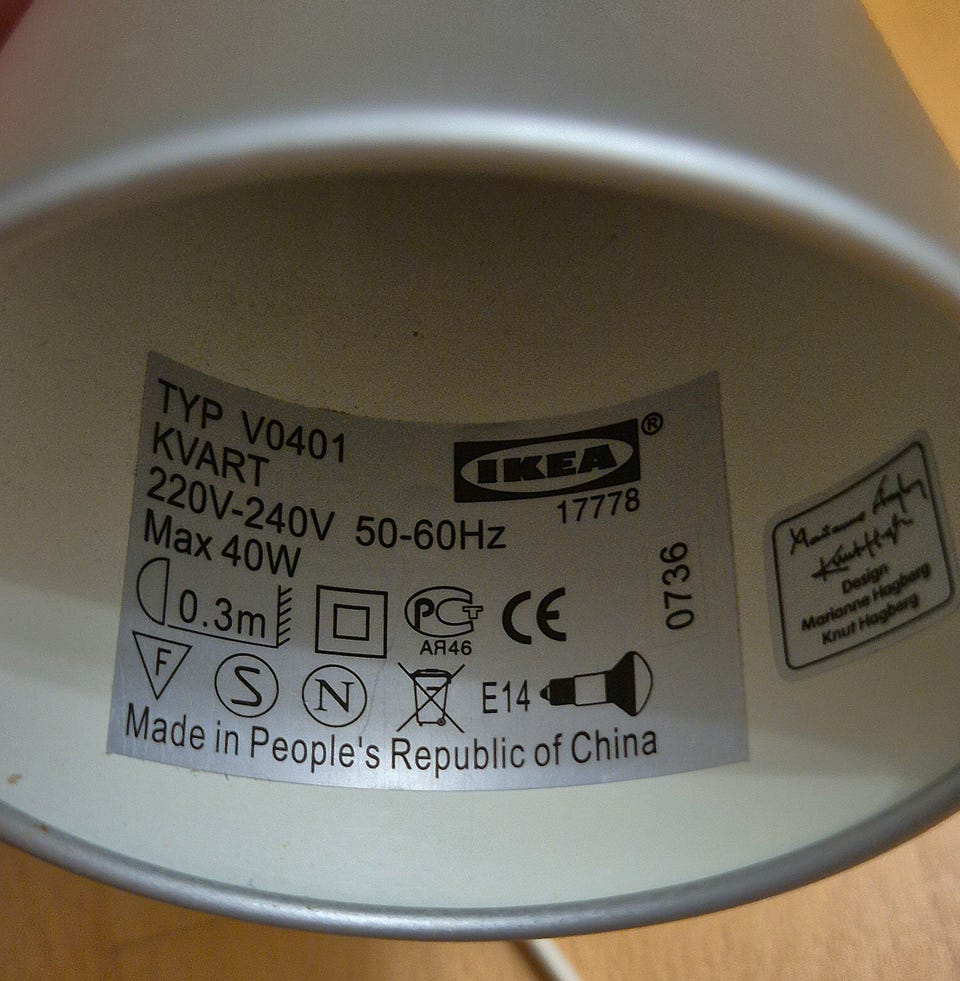 TYP V0401
KVART
220V-240V 50-60Hz
Max 40W
IKEA®
17778
0736
0.3m
PCT
АЯ46
CE
F
S
N
E14
Made in People's Republic of China
Design
Marianne Hagberg
Knut Hagberg